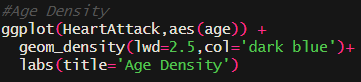 #Age Density
ggplot(HeartAttack,aes(age)) +
  geom_density(lwd=2.5,col='dark blue')+
  labs(title='Age Density')